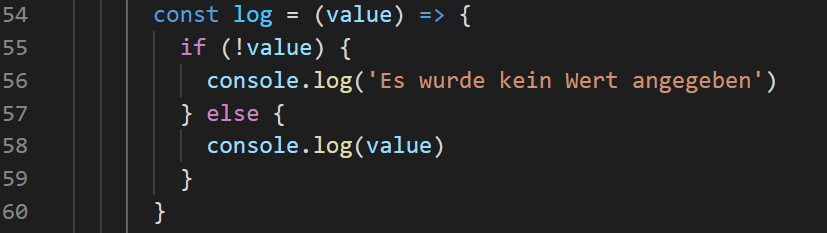 54 const log = (value) => {
55 if (!value) {
56 console.log('Es wurde kein Wert angegeben')
57 } else {
58 console.log(value)
59 }
60 }